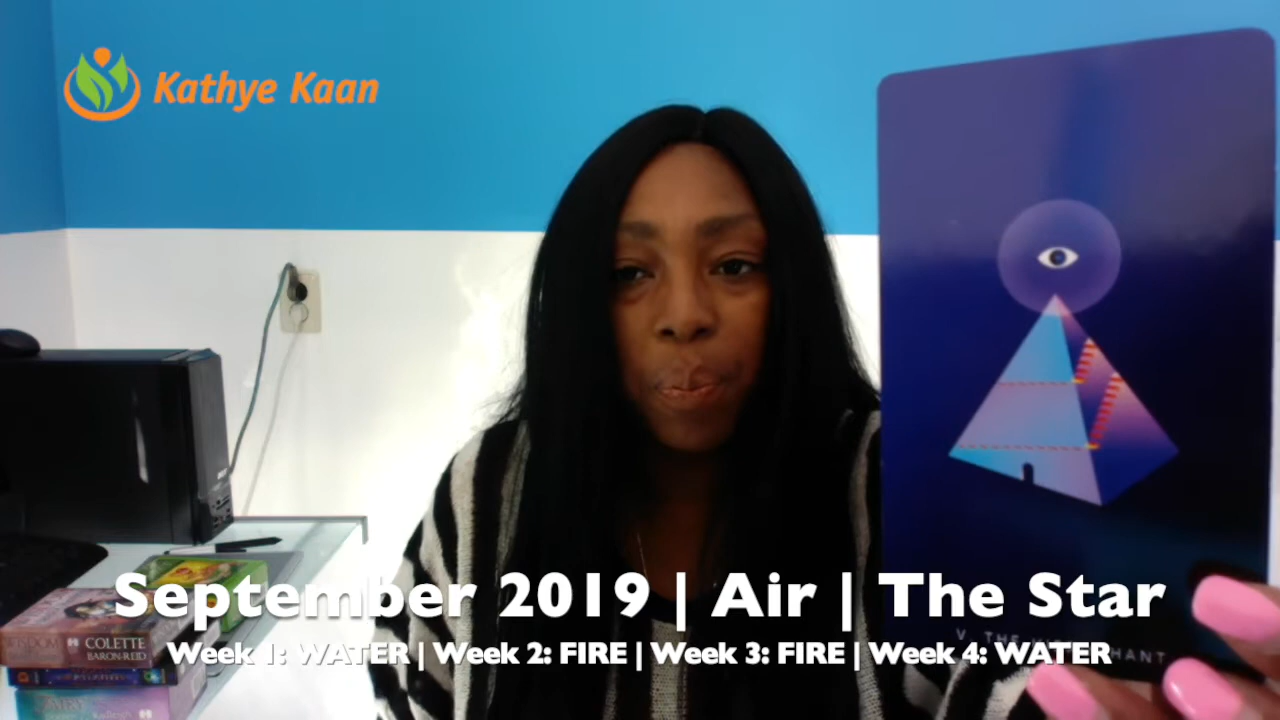 Kathye Kaan
September 2019 | Air | The Star
COLETTE
BARON-REID
Week 1: WATER | Week 2: FIRE | Week 3: FIRE | Week 4: WATER
V. THE